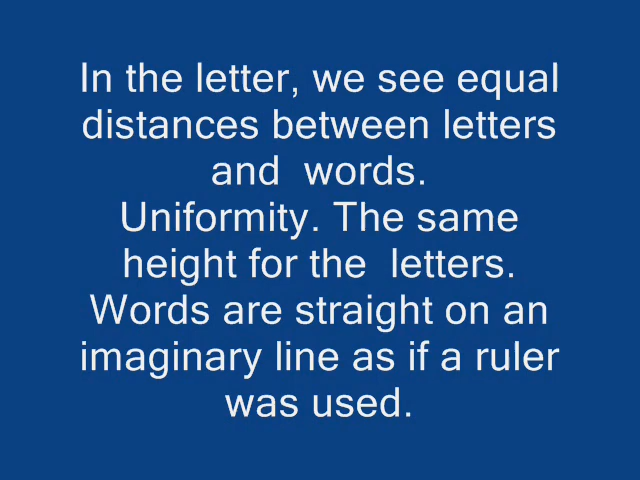 In the letter, we see equal
distances between letters
and  words.
Uniformity. The same
height for the  letters.
Words are straight on an
imaginary line as if a ruler
was used.